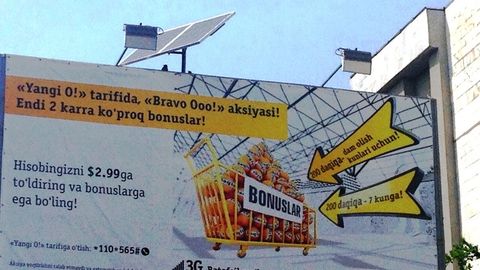 «Yangi 0!» tarifida, «Bravo Ooo!» aksiyasi!
Endi 2 karra ko'proq bonuslar!
Hisobingizni $2.99ga
to'ldiring va bonuslarga
ega bo'ling!
«Yangi 0!» tarifiga o'tish: *110*565#
BONUSLAR
200 daqiqa- dam olish
kunlari uchun!
200 daqiqa - 7 kunga!
3G